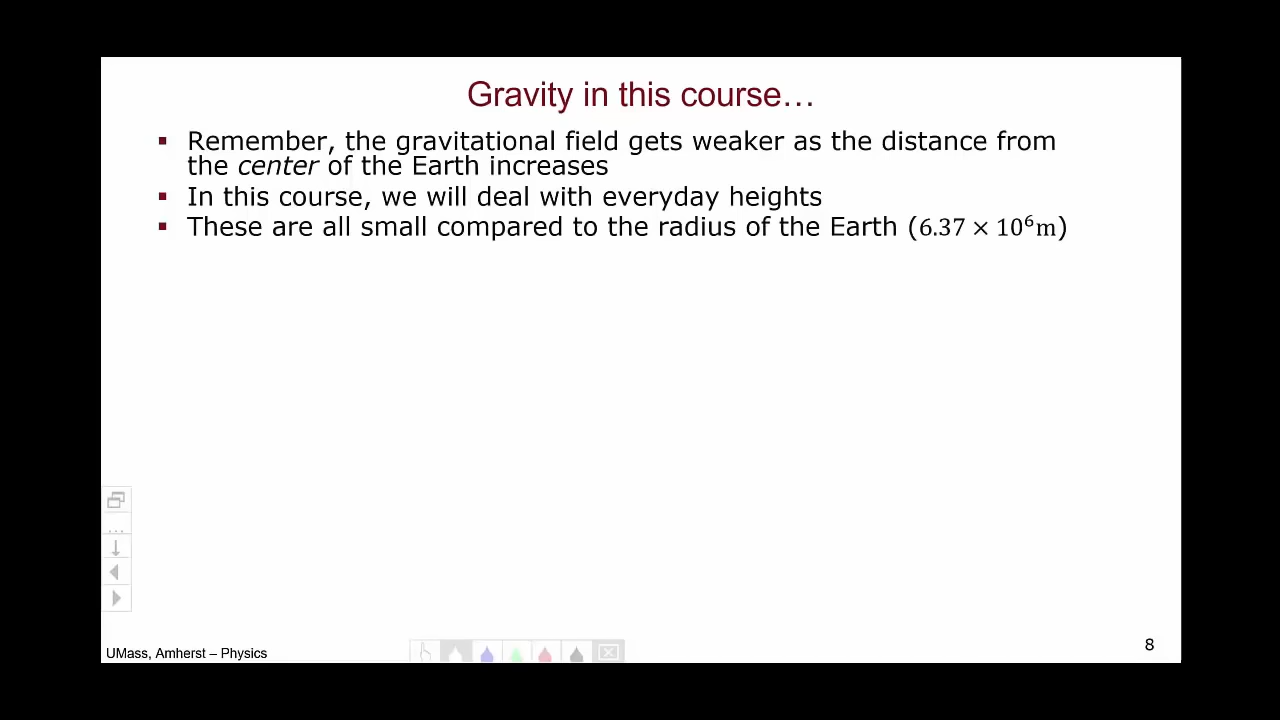 Gravity in this course…
▪ Remember, the gravitational field gets weaker as the distance from
the center of the Earth increases
▪ In this course, we will deal with everyday heights
▪ These are all small compared to the radius of the Earth (6.37 × 10⁶m)
UMass, Amherst – Physics
8